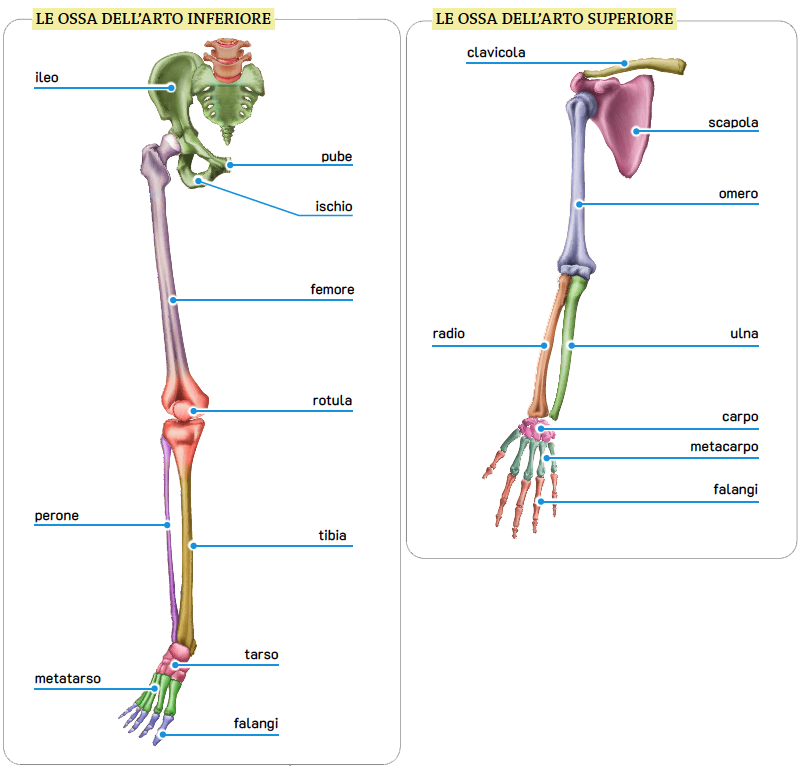 LE OSSA DELL'ARTO INFERIORE
ileo
pube
ischio
femore
rotula
perone
tibia
tarso
metatarso
falangi
LE OSSA DELL'ARTO SUPERIORE
clavicola
scapola
omero
radio
ulna
carpo
metacarpo
falangi